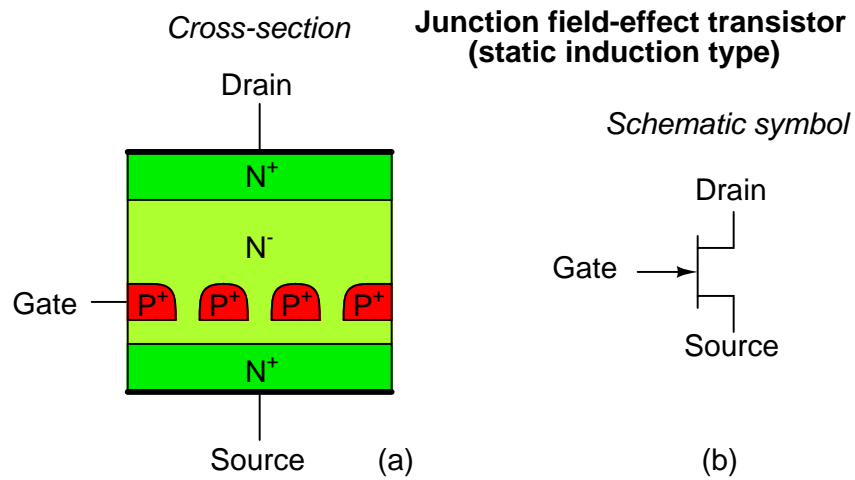 Cross-section
Junction field-effect transistor
(static induction type)
Drain
N+
N-
Gate
P+ P+ P+ P+
N+
Source
(a)
Schematic symbol
Drain
Gate
Source
(b)